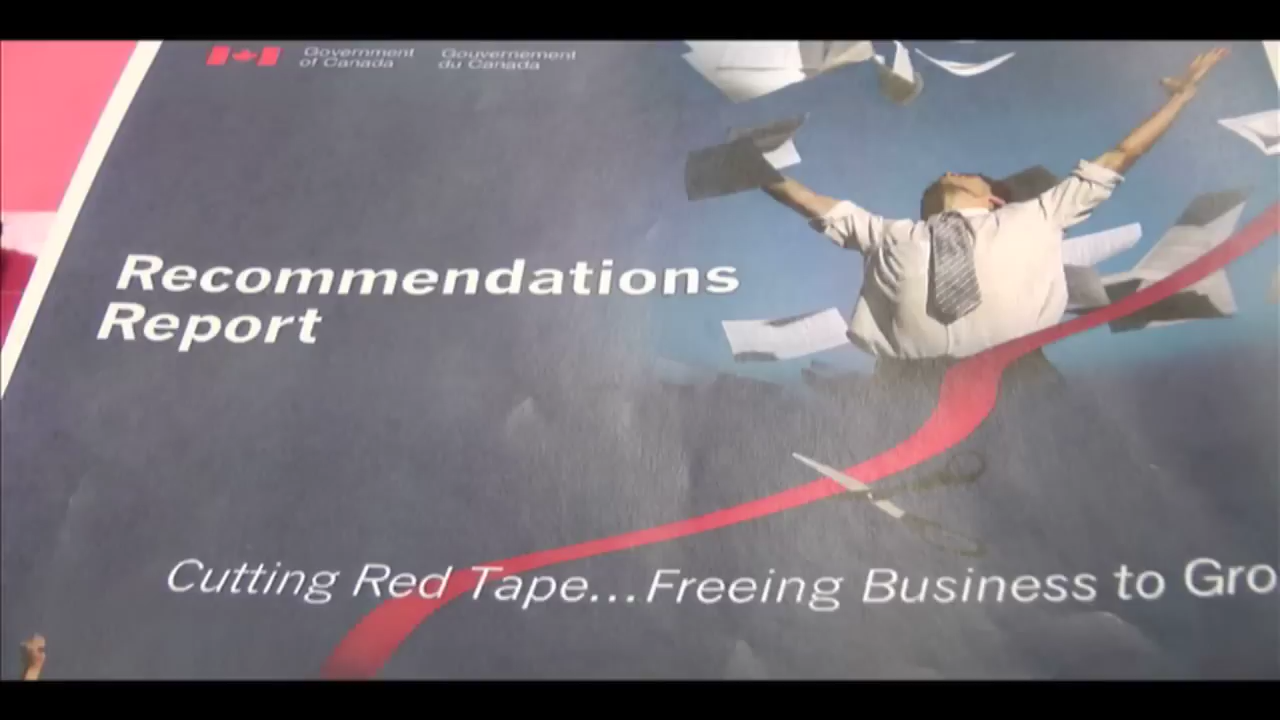 Government of Canada
Gouvernement du Canada
Recommendations
Report
Cutting Red Tape...Freeing Business to Gro